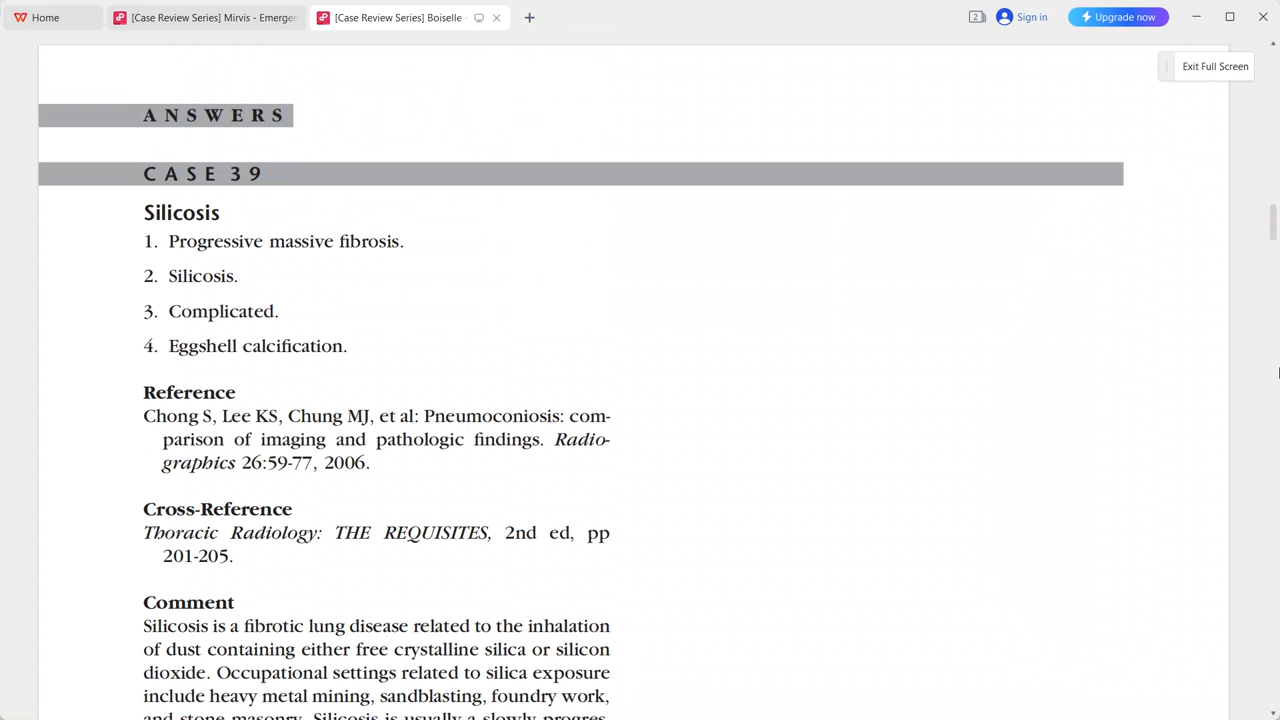 Home
[Case Review Series] Mirvis - Emergen
[Case Review Series] Boiselle -
2
Sign in
Upgrade now
Exit Full Screen
ANSWERS
CASE 39
Silicosis
1. Progressive massive fibrosis.
2. Silicosis.
3. Complicated.
4. Eggshell calcification.
Reference
Chong S, Lee KS, Chung MJ, et al: Pneumoconiosis: com-
parison of imaging and pathologic findings. Radio-
graphics 26:59-77, 2006.
Cross-Reference
Thoracic Radiology: THE REQUISITES, 2nd ed, pp
201-205.
Comment
Silicosis is a fibrotic lung disease related to the inhalation
of dust containing either free crystalline silica or silicon
dioxide. Occupational settings related to silica exposure
include heavy metal mining, sandblasting, foundry work,
and stone masonry. Silicosis is usually a slowly progres-